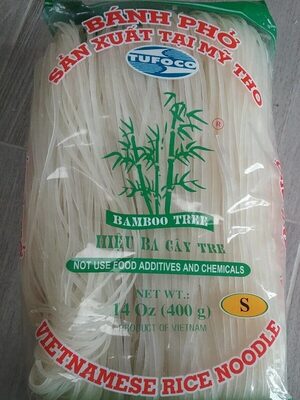 BÁNH PHỞ
SẢN XUẤT TẠI MỸ THO
TUFOCO
®
BAMBOO TREE
HIỆU BA CÂY TRE
NOT USE FOOD ADDITIVES AND CHEMICALS
NET WT.:
14 Oz (400 g)
PRODUCT OF VIETNAM
S
VIETNAMESE RICE NOODLE